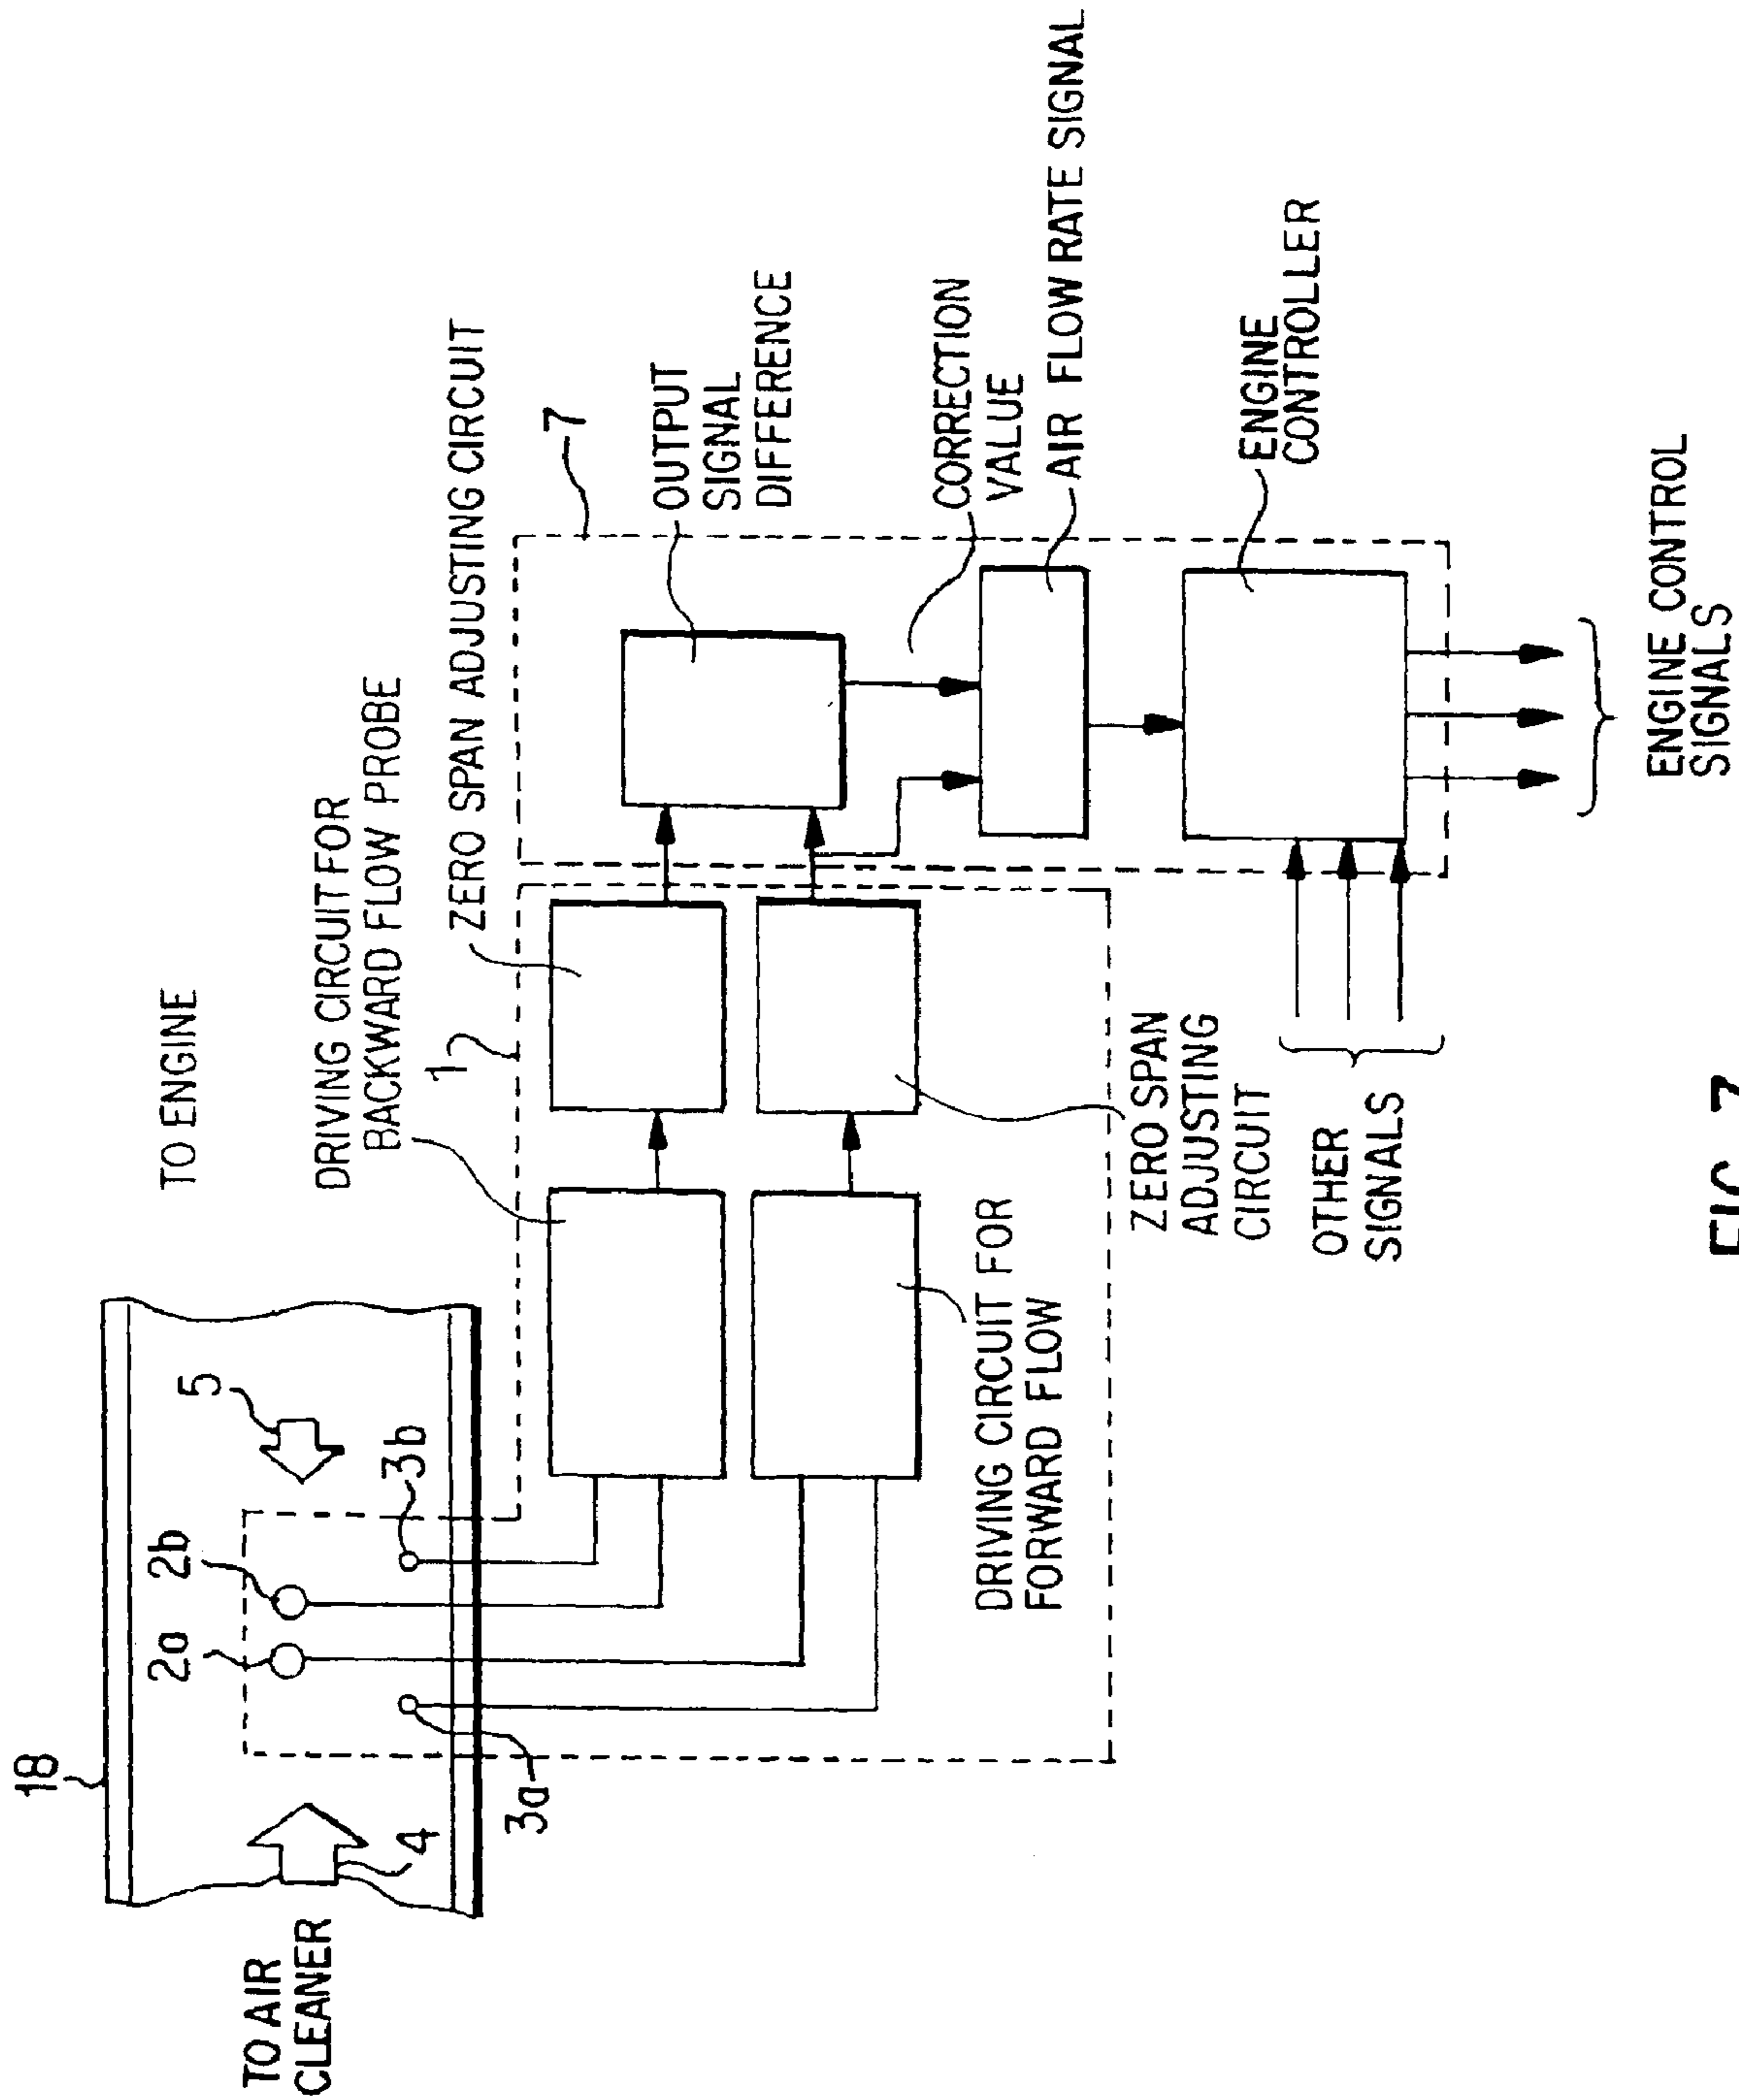 18
TO ENGINE
5
2b
2a
3b
3a
4
TO AIR
CLEANER
DRIVING CIRCUIT FOR
BACKWARD FLOW PROBE
1
ZERO SPAN ADJUSTING CIRCUIT
7
OUTPUT
SIGNAL
DIFFERENCE
CORRECTION
VALUE
AIR FLOW RATE SIGNAL
ENGINE
CONTROLLER
DRIVING CIRCUIT FOR
FORWARD FLOW
ZERO SPAN
ADJUSTING
CIRCUIT
OTHER
SIGNALS
ENGINE CONTROL
SIGNALS